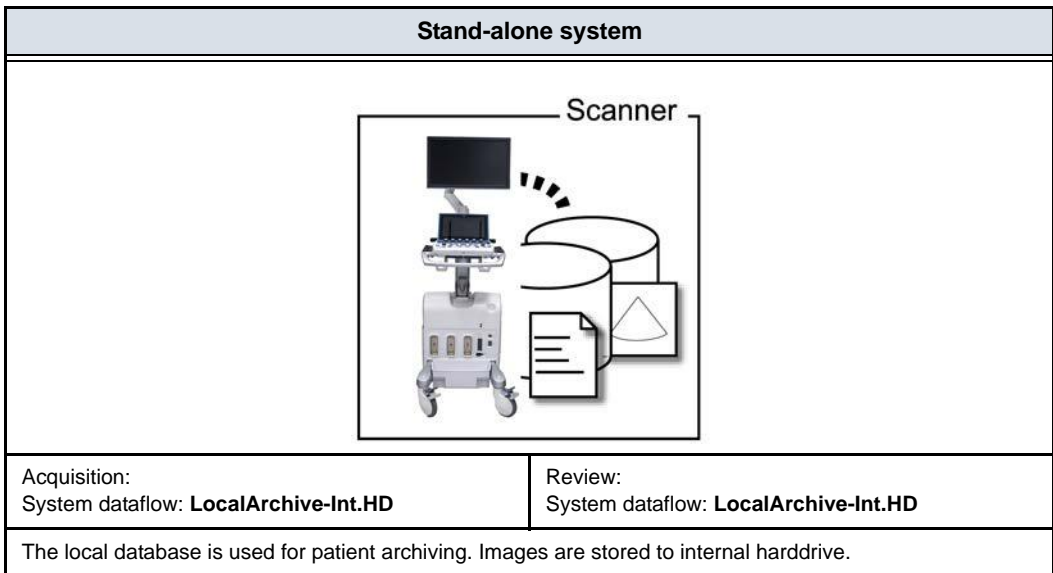 Stand-alone system
Scanner
Acquisition:
System dataflow: LocalArchive-Int.HD
Review:
System dataflow: LocalArchive-Int.HD
The local database is used for patient archiving. Images are stored to internal harddrive.